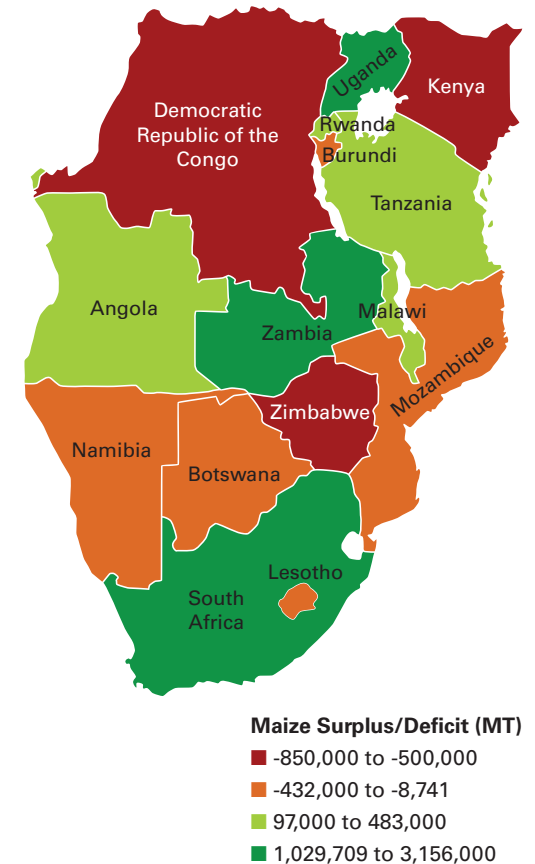 Uganda
Kenya
Democratic
Republic of the
Congo
Rwanda
Burundi
Tanzania
Angola
Zambia
Malawi
Mozambique
Zimbabwe
Namibia
Botswana
Lesotho
South
Africa
Maize Surplus/Deficit (MT)
-850,000 to -500,000
-432,000 to -8,741
97,000 to 483,000
1,029,709 to 3,156,000